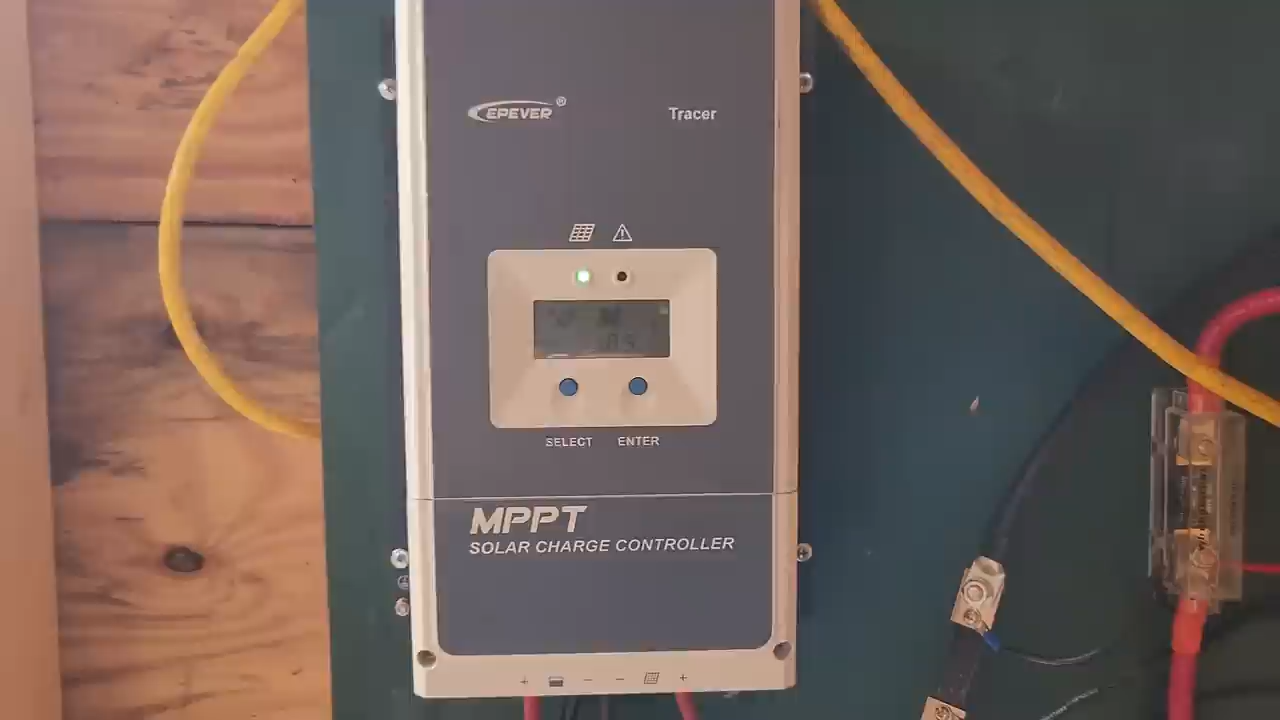 EPEVER®
Tracer
SELECT ENTER
MPPT
SOLAR CHARGE CONTROLLER
+ - - +